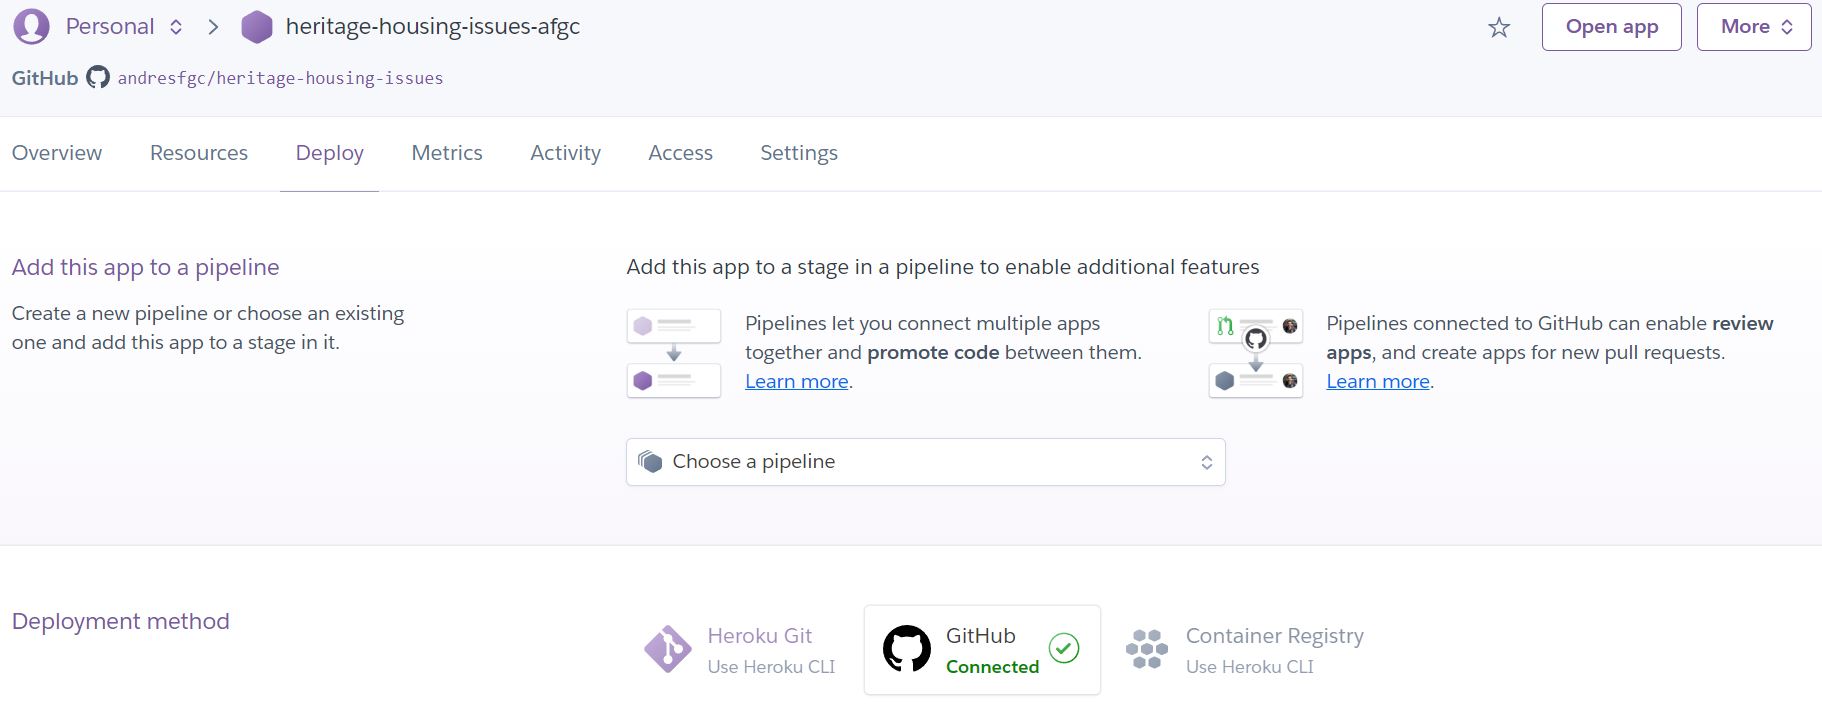 Personal
heritage-housing-issues-afgc
Open app
More
GitHub andresfgc/heritage-housing-issues
Overview Resources Deploy Metrics Activity Access Settings
Add this app to a pipeline
Create a new pipeline or choose an existing
one and add this app to a stage in it.
Add this app to a stage in a pipeline to enable additional features
Pipelines let you connect multiple apps
together and promote code between them.
Learn more.
Pipelines connected to GitHub can enable review
apps, and create apps for new pull requests.
Learn more.
Choose a pipeline
Deployment method
Heroku Git
Use Heroku CLI
GitHub
Connected
Container Registry
Use Heroku CLI